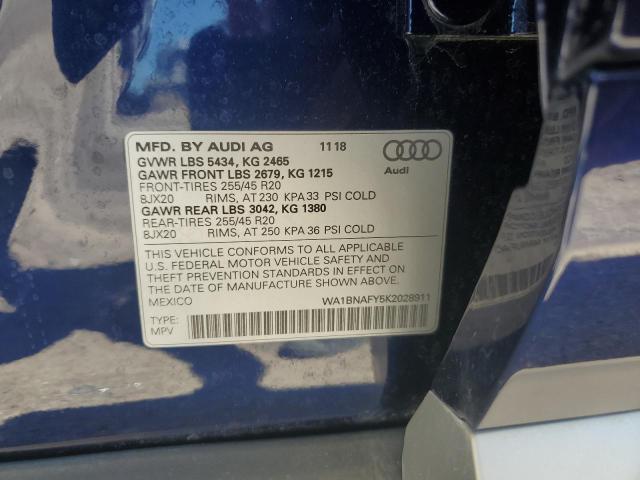 MFD. BY AUDI AG 11 18
GVWR LBS 5434, KG 2465
GAWR FRONT LBS 2679, KG 1215
FRONT-TIRES 255/45 R20
8JX20 RIMS, AT 230 KPA 33 PSI COLD
GAWR REAR LBS 3042, KG 1380
REAR-TIRES 255/45 R20
8JX20 RIMS, AT 250 KPA 36 PSI COLD
Audi
THIS VEHICLE CONFORMS TO ALL APPLICABLE
U.S. FEDERAL MOTOR VEHICLE SAFETY AND
THEFT PREVENTION STANDARDS IN EFFECT ON
THE DATE OF MANUFACTURE SHOWN ABOVE.
MEXICO WA1BNAFY5K2028911
TYPE:
MPV